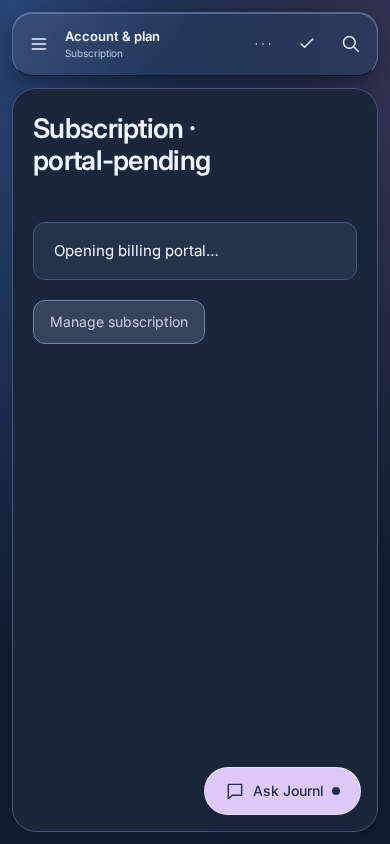 Account & plan
Subscription
Subscription ·
portal-pending
Opening billing portal...
Manage subscription
Ask Journl